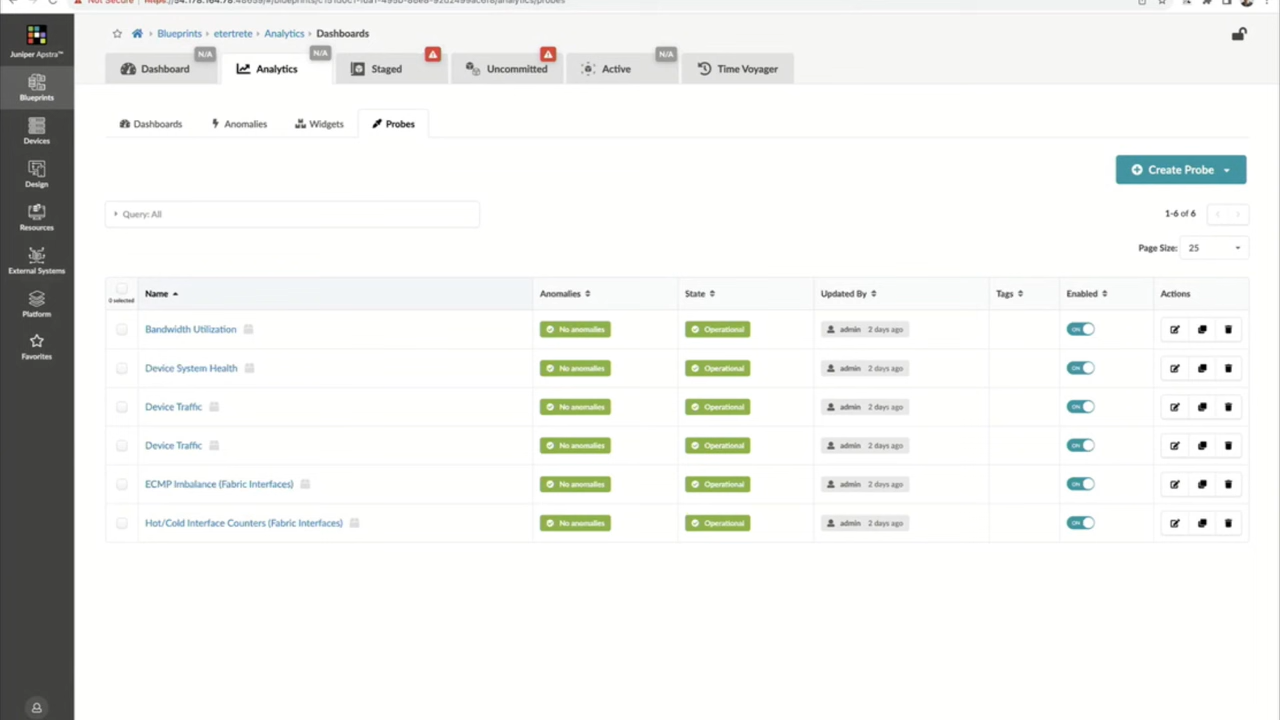 Not Secure
Juniper Apstra™
Blueprints
Devices
Design
Resources
External Systems
Platform
Favorites
Blueprints › etertrete › Analytics › Dashboards
Dashboard N/A
Analytics N/A
Staged
Uncommitted
Active N/A
Time Voyager
Dashboards Anomalies Widgets Probes
Create Probe
Query: All
1-6 of 6
Page Size: 25
0 selected Name Anomalies State Updated By Tags Enabled Actions
Bandwidth Utilization No anomalies Operational admin 2 days ago ON
Device System Health No anomalies Operational admin 2 days ago ON
Device Traffic No anomalies Operational admin 2 days ago ON
Device Traffic No anomalies Operational admin 2 days ago ON
ECMP Imbalance (Fabric Interfaces) No anomalies Operational admin 2 days ago ON
Hot/Cold Interface Counters (Fabric Interfaces) No anomalies Operational admin 2 days ago ON